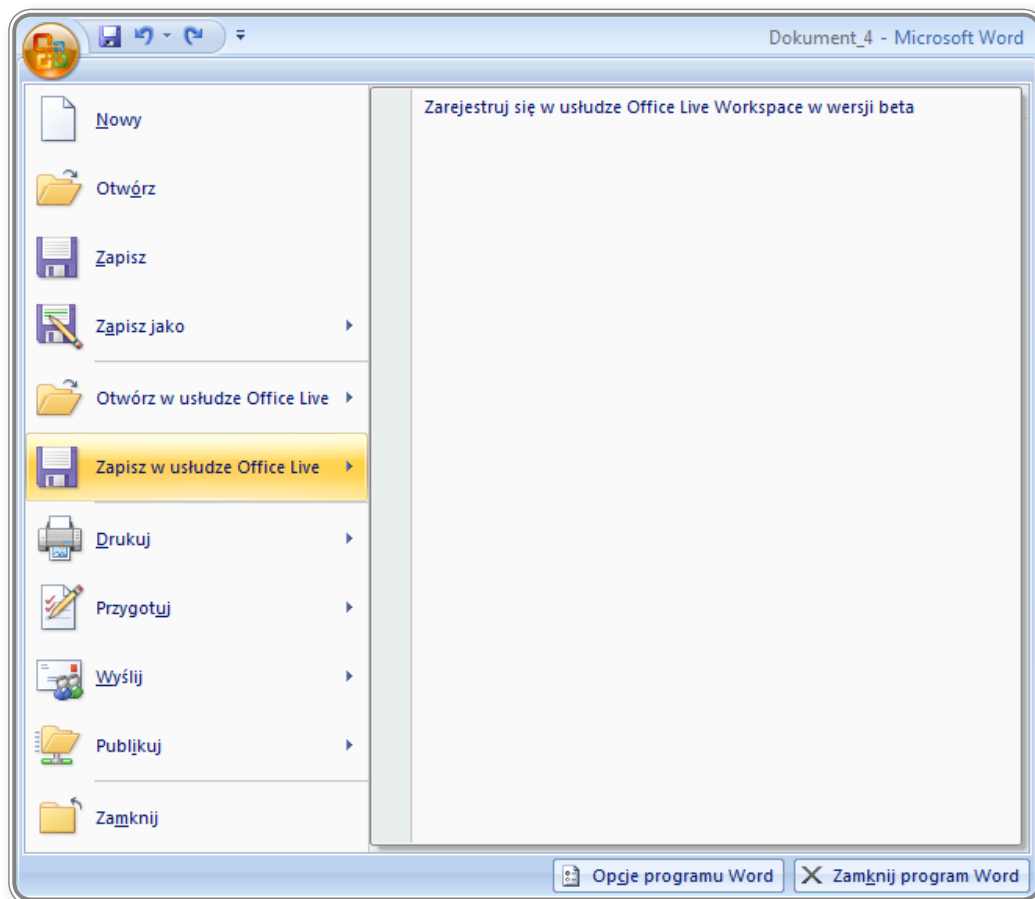 Dokument_4 - Microsoft Word
Nowy
Otwórz
Zapisz
Zapisz jako
Otwórz w usłudze Office Live
Zapisz w usłudze Office Live
Drukuj
Przygotuj
Wyślij
Publikuj
Zamknij
Zarejestruj się w usłudze Office Live Workspace w wersji beta
Opcje programu Word
Zamknij program Word